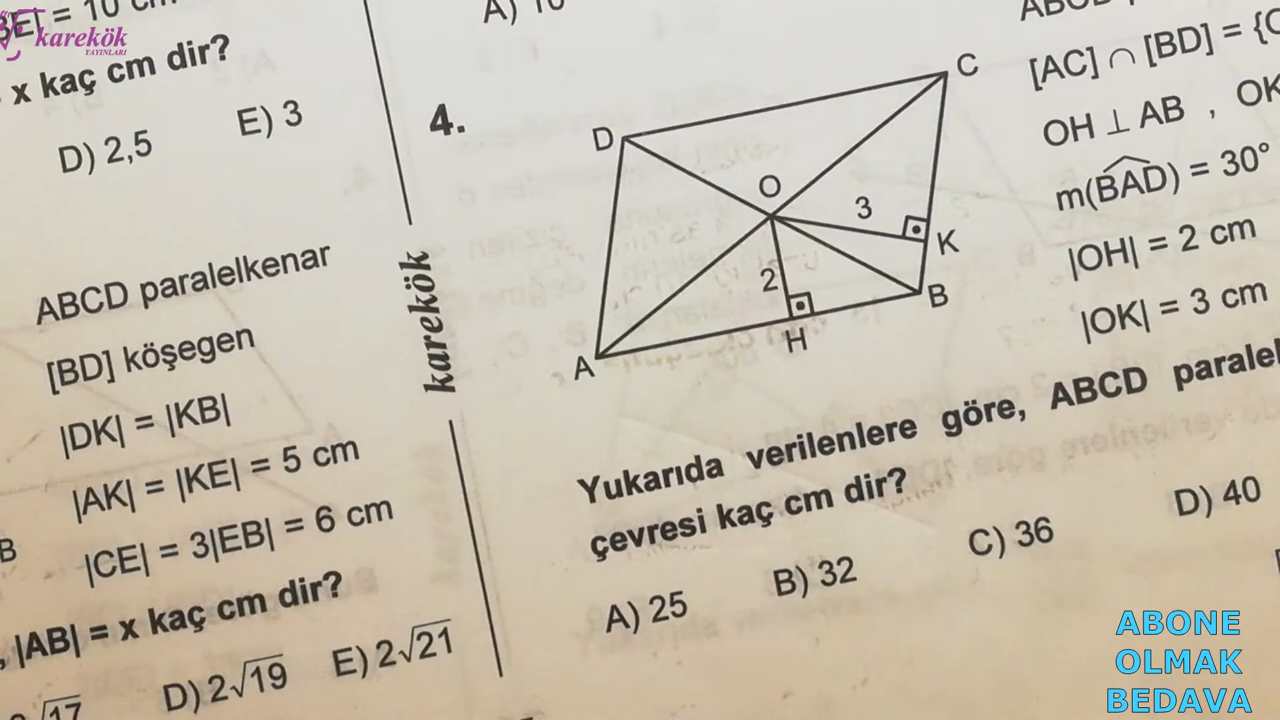 BE| = 10 cm
karekök
YAYINLARI
x kaç cm dir?
D) 2,5 E) 3
ABCD paralelkenar
[BD] köşegen
|DK| = |KB|
|AK| = |KE| = 5 cm
|CE| = 3|EB| = 6 cm
B
, |AB| = x kaç cm dir?
D) 2√19 E) 2√21
karekök
A) 10
4.
D
C
O
3
K
2
B
H
A
[AC] ∩ [BD] = {O
OH ⊥ AB , OK
m(BAD) = 30°
|OH| = 2 cm
|OK| = 3 cm
Yukarıda verilenlere göre, ABCD paralel
çevresi kaç cm dir?
A) 25 B) 32 C) 36 D) 40
ABONE
OLMAK
BEDAVA